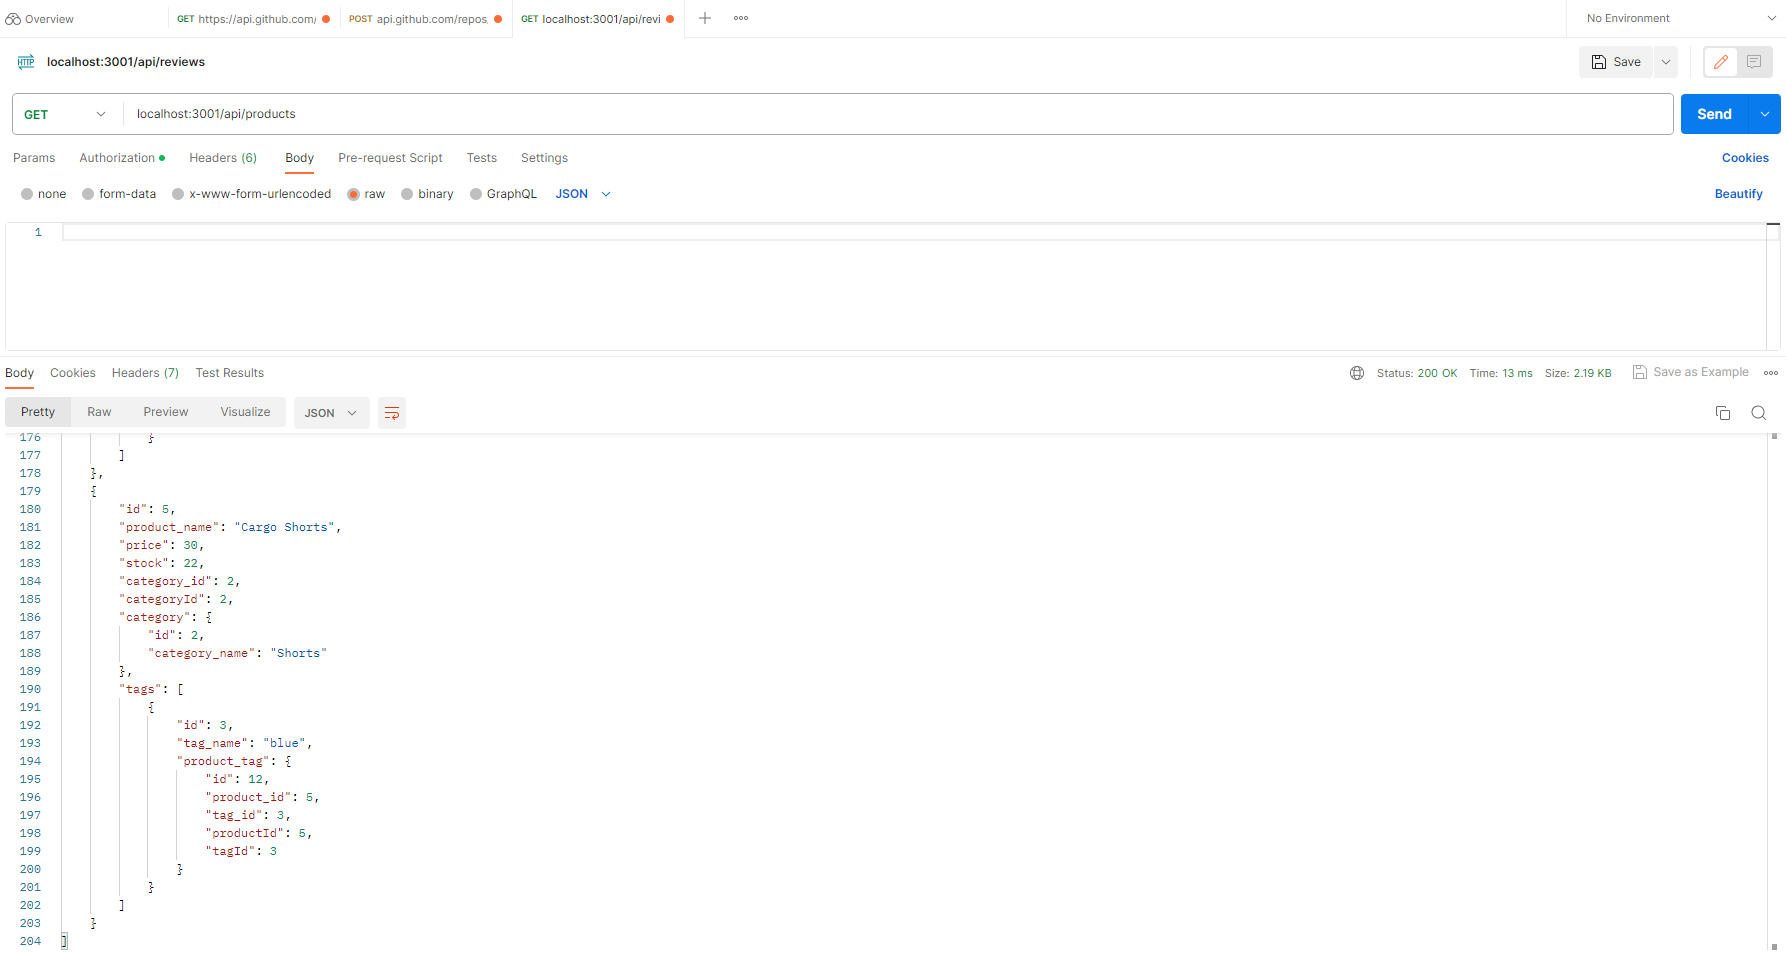 Overview
GET https://api.github.com/
POST api.github.com/repos
GET localhost:3001/api/revi
No Environment
HTTP localhost:3001/api/reviews
Save
GET localhost:3001/api/products
Send
Params Authorization Headers (6) Body Pre-request Script Tests Settings
Cookies
none form-data x-www-form-urlencoded raw binary GraphQL JSON
Beautify
1
Body Cookies Headers (7) Test Results
Status: 200 OK Time: 13 ms Size: 2.19 KB Save as Example
Pretty Raw Preview Visualize JSON
176 }
177 ]
178 },
179 {
180 "id": 5,
181 "product_name": "Cargo Shorts",
182 "price": 30,
183 "stock": 22,
184 "category_id": 2,
185 "categoryId": 2,
186 "category": {
187 "id": 2,
188 "category_name": "Shorts"
189 },
190 "tags": [
191 {
192 "id": 3,
193 "tag_name": "blue",
194 "product_tag": {
195 "id": 12,
196 "product_id": 5,
197 "tag_id": 3,
198 "productId": 5,
199 "tagId": 3
200 }
201 }
202 ]
203 }
204 ]